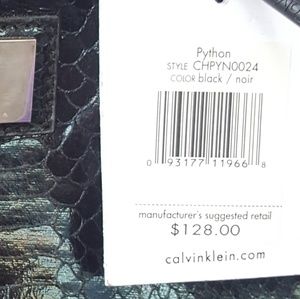 Python
STYLE CHPYN0024
COLOR black / noir
0 93177 11966 8
manufacturer's suggested retail
$128.00
calvinklein.com